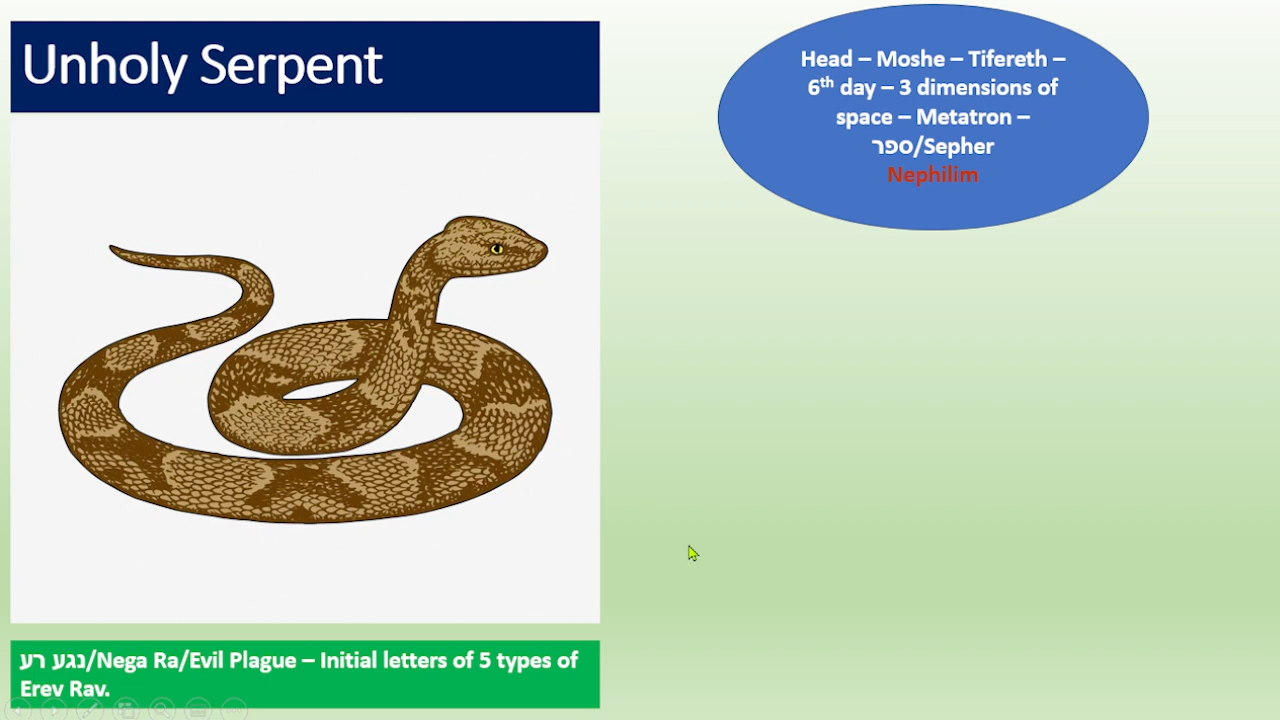 Unholy Serpent
Head – Moshe – Tifereth –
6th day – 3 dimensions of
space – Metatron –
ספר/Sepher
Nephilim
נגע רע/Nega Ra/Evil Plague – Initial letters of 5 types of
Erev Rav.